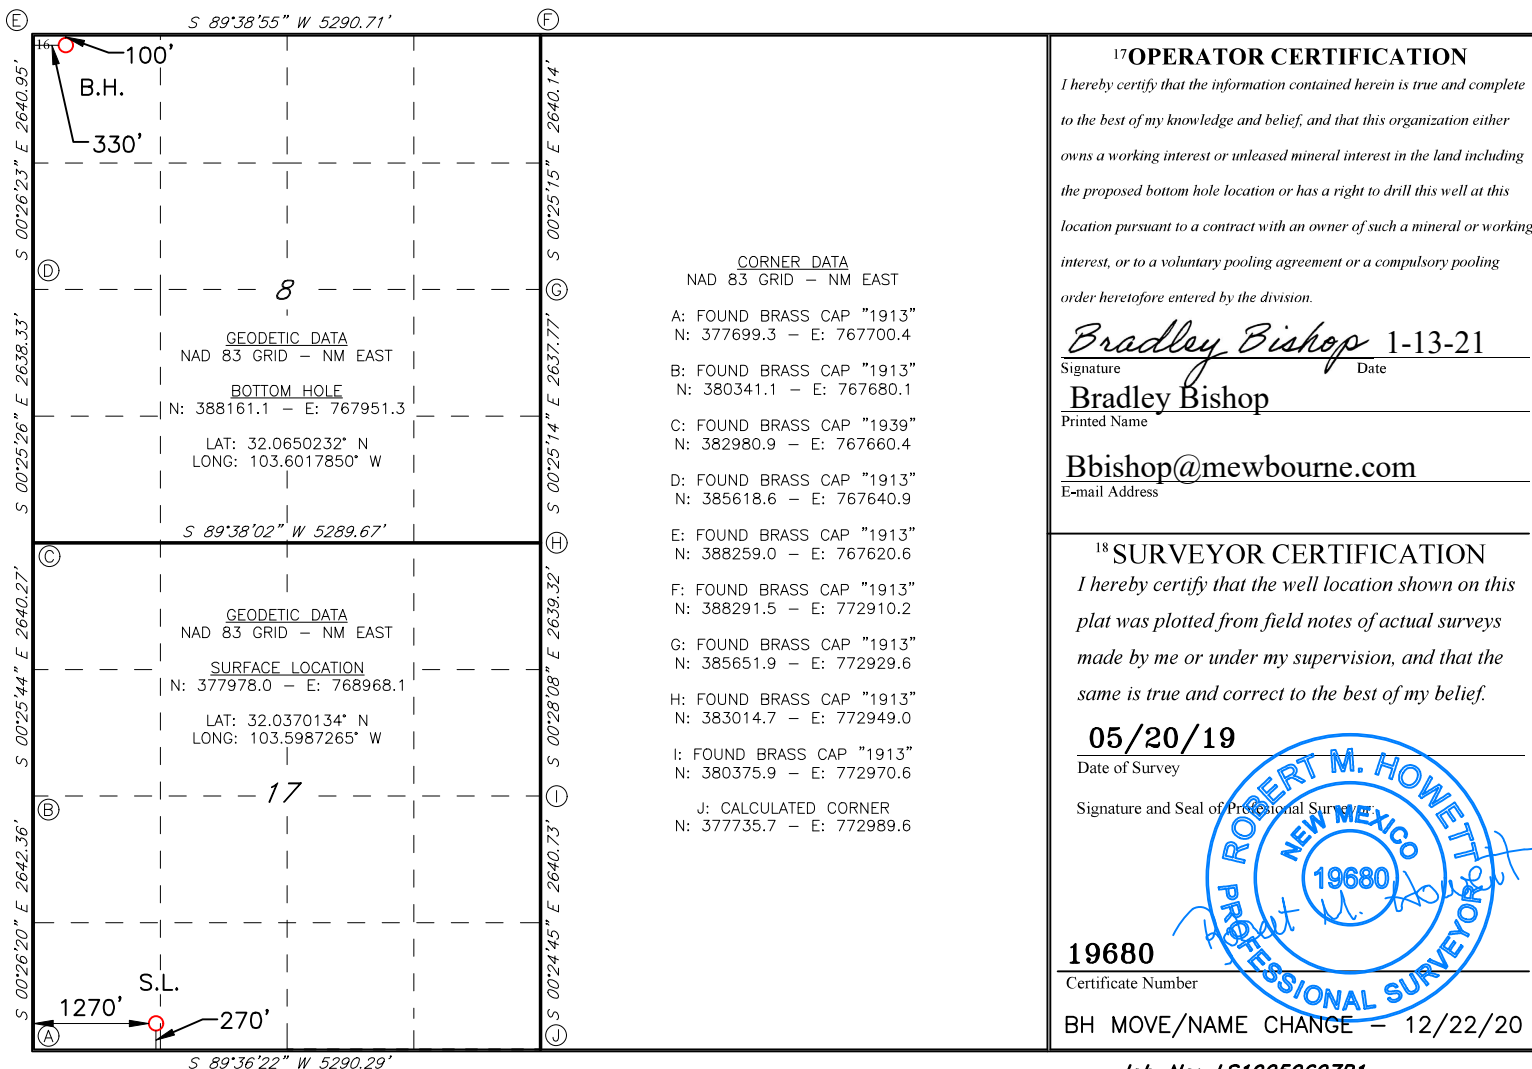 E
S 89°38'55" W 5290.71'
F
16
100'
B.H.
330'
S 00°26'23" E 2640.95'
S 00°25'15" E 2640.14'
D
8
G
GEODETIC DATA
NAD 83 GRID – NM EAST
BOTTOM HOLE
N: 388161.1 – E: 767951.3
LAT: 32.0650232° N
LONG: 103.6017850° W
S 00°25'26" E 2638.33'
S 00°25'14" E 2637.77'
S 89°38'02" W 5289.67'
C
H
GEODETIC DATA
NAD 83 GRID – NM EAST
SURFACE LOCATION
N: 377978.0 – E: 768968.1
LAT: 32.0370134° N
LONG: 103.5987265° W
S 00°25'44" E 2640.27'
S 00°28'08" E 2639.32'
17
B
I
S 00°26'20" E 2642.36'
S 00°24'45" E 2640.73'
S.L.
1270'
270'
A
J
S 89°36'22" W 5290.29'
CORNER DATA
NAD 83 GRID – NM EAST
A: FOUND BRASS CAP "1913"
N: 377699.3 – E: 767700.4
B: FOUND BRASS CAP "1913"
N: 380341.1 – E: 767680.1
C: FOUND BRASS CAP "1939"
N: 382980.9 – E: 767660.4
D: FOUND BRASS CAP "1913"
N: 385618.6 – E: 767640.9
E: FOUND BRASS CAP "1913"
N: 388259.0 – E: 767620.6
F: FOUND BRASS CAP "1913"
N: 388291.5 – E: 772910.2
G: FOUND BRASS CAP "1913"
N: 385651.9 – E: 772929.6
H: FOUND BRASS CAP "1913"
N: 383014.7 – E: 772949.0
I: FOUND BRASS CAP "1913"
N: 380375.9 – E: 772970.6
J: CALCULATED CORNER
N: 377735.7 – E: 772989.6
17 OPERATOR CERTIFICATION
I hereby certify that the information contained herein is true and complete
to the best of my knowledge and belief, and that this organization either
owns a working interest or unleased mineral interest in the land including
the proposed bottom hole location or has a right to drill this well at this
location pursuant to a contract with an owner of such a mineral or working
interest, or to a voluntary pooling agreement or a compulsory pooling
order heretofore entered by the division.
Bradley Bishop 1-13-21
Signature Date
Bradley Bishop
Printed Name
Bbishop@mewbourne.com
E-mail Address
18 SURVEYOR CERTIFICATION
I hereby certify that the well location shown on this
plat was plotted from field notes of actual surveys
made by me or under my supervision, and that the
same is true and correct to the best of my belief.
05/20/19
Date of Survey
Signature and Seal of Professional Surveyor:
ROBERT M. HOWETT
NEW MEXICO
19680
PROFESSIONAL SURVEYOR
Robert M. Howett
19680
Certificate Number
BH MOVE/NAME CHANGE – 12/22/20